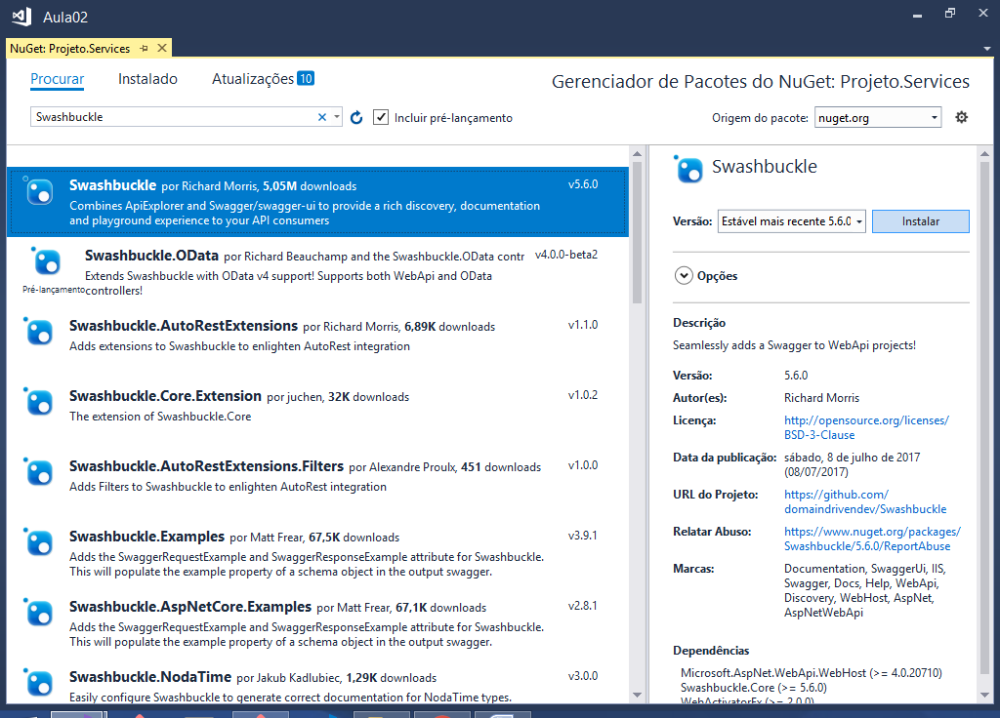 Aula02
NuGet: Projeto.Services
Procurar Instalado Atualizações 10
Gerenciador de Pacotes do NuGet: Projeto.Services
Swashbuckle
Incluir pré-lançamento
Origem do pacote: nuget.org
Swashbuckle por Richard Morris, 5,05M downloads v5.6.0
Combines ApiExplorer and Swagger/swagger-ui to provide a rich discovery, documentation
and playground experience to your API consumers
Swashbuckle.OData por Richard Beauchamp and the Swashbuckle.OData contr v4.0.0-beta2
Extends Swashbuckle with OData v4 support! Supports both WebApi and OData
Pré-lançamento controllers!
Swashbuckle.AutoRestExtensions por Richard Morris, 6,89K downloads v1.1.0
Adds extensions to Swashbuckle to enlighten AutoRest integration
Swashbuckle.Core.Extension por juchen, 32K downloads v1.0.2
The extension of Swashbuckle.Core
Swashbuckle.AutoRestExtensions.Filters por Alexandre Proulx, 451 downloads v1.0.0
Adds Filters to Swashbuckle to enlighten AutoRest integration
Swashbuckle.Examples por Matt Frear, 67,5K downloads v3.9.1
Adds the SwaggerRequestExample and SwaggerResponseExample attribute for Swashbuckle.
This will populate the example property of a schema object in the output swagger.
Swashbuckle.AspNetCore.Examples por Matt Frear, 67,1K downloads v2.8.1
Adds the SwaggerRequestExample and SwaggerResponseExample attribute for Swashbuckle.
This will populate the example property of a schema object in the output swagger.
Swashbuckle.NodaTime por Jakub Kadlubiec, 1,29K downloads v3.0.0
Easily configure Swashbuckle to generate correct documentation for NodaTime types.
Swashbuckle
Versão: Estável mais recente 5.6.0 Instalar
Opções
Descrição
Seamlessly adds a Swagger to WebApi projects!
Versão: 5.6.0
Autor(es): Richard Morris
Licença: http://opensource.org/licenses/
BSD-3-Clause
Data da publicação: sábado, 8 de julho de 2017
(08/07/2017)
URL do Projeto: https://github.com/
domaindrivendev/Swashbuckle
Relatar Abuso: https://www.nuget.org/packages/
Swashbuckle/5.6.0/ReportAbuse
Marcas: Documentation, SwaggerUi, IIS,
Swagger, Docs, Help, WebApi,
Discovery, WebHost, AspNet,
AspNetWebApi
Dependências
Microsoft.AspNet.WebApi.WebHost (>= 4.0.20710)
Swashbuckle.Core (>= 5.6.0)
WebActivatorEx (>= 2.0.0)